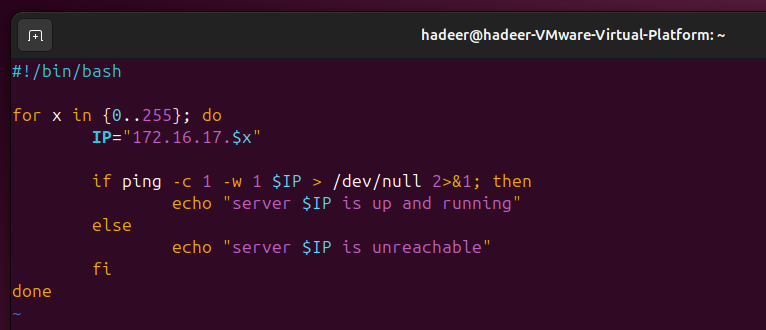 hadeer@hadeer-VMware-Virtual-Platform: ~
#!/bin/bash
for x in {0..255}; do
IP="172.16.17.$x"
if ping -c 1 -w 1 $IP > /dev/null 2>&1; then
echo "server $IP is up and running"
else
echo "server $IP is unreachable"
fi
done
~